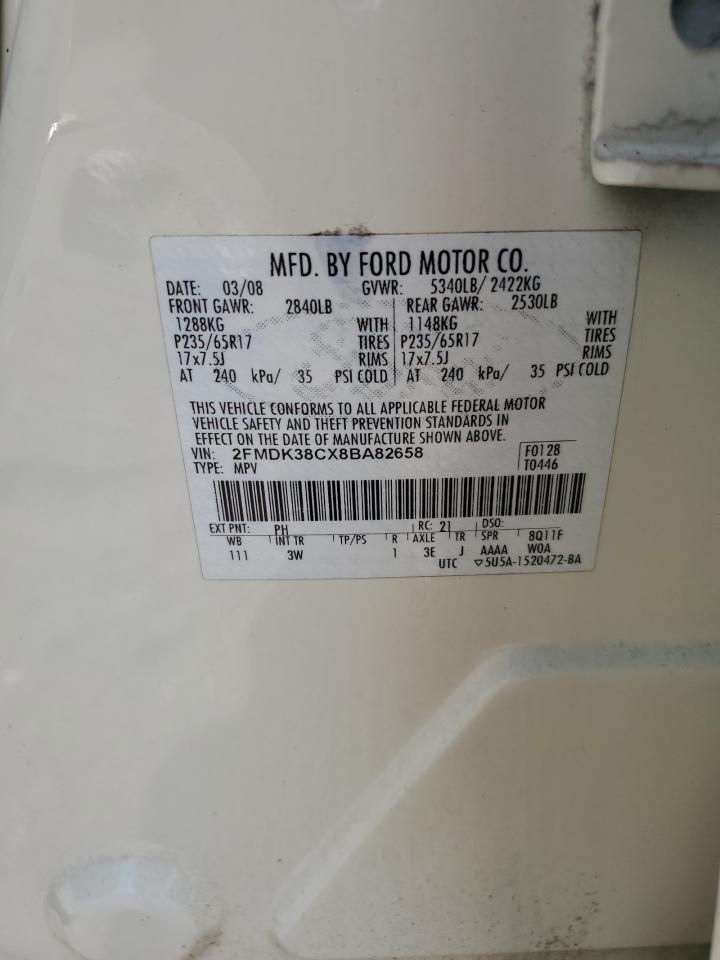 MFD. BY FORD MOTOR CO.
DATE: 03/08 GVWR: 5340LB/ 2422KG
FRONT GAWR: 2840LB REAR GAWR: 2530LB
1288KG WITH 1148KG WITH
P235/65R17 TIRES P235/65R17 TIRES
17x7.5J RIMS 17x7.5J RIMS
AT 240 kPa/ 35 PSI COLD AT 240 kPa/ 35 PSI COLD
THIS VEHICLE CONFORMS TO ALL APPLICABLE FEDERAL MOTOR
VEHICLE SAFETY AND THEFT PREVENTION STANDARDS IN
EFFECT ON THE DATE OF MANUFACTURE SHOWN ABOVE.
VIN: 2FMDK38CX8BA82658 F0128
TYPE: MPV T0446
EXT PNT: PH RC: 21 DSO:
WB INT TR TP/PS R AXLE TR SPR 8Q11F
111 3W 1 3E J AAAA W0A
UTC ▽5U5A-1520472-BA